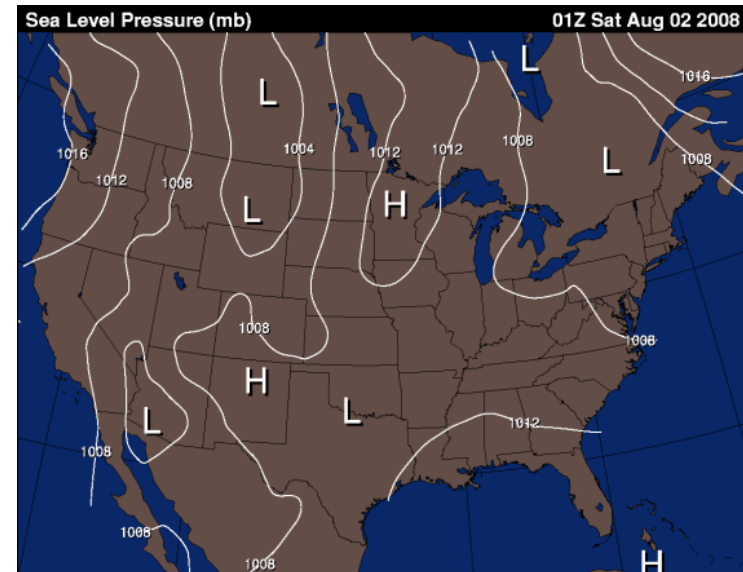 Sea Level Pressure (mb) 01Z Sat Aug 02 2008
L
1016
L
1016 1004 1012 1012 1008 L 1008
1012 1008
L H
1008 1008
H
L L 1012
1008
1008 1008 H